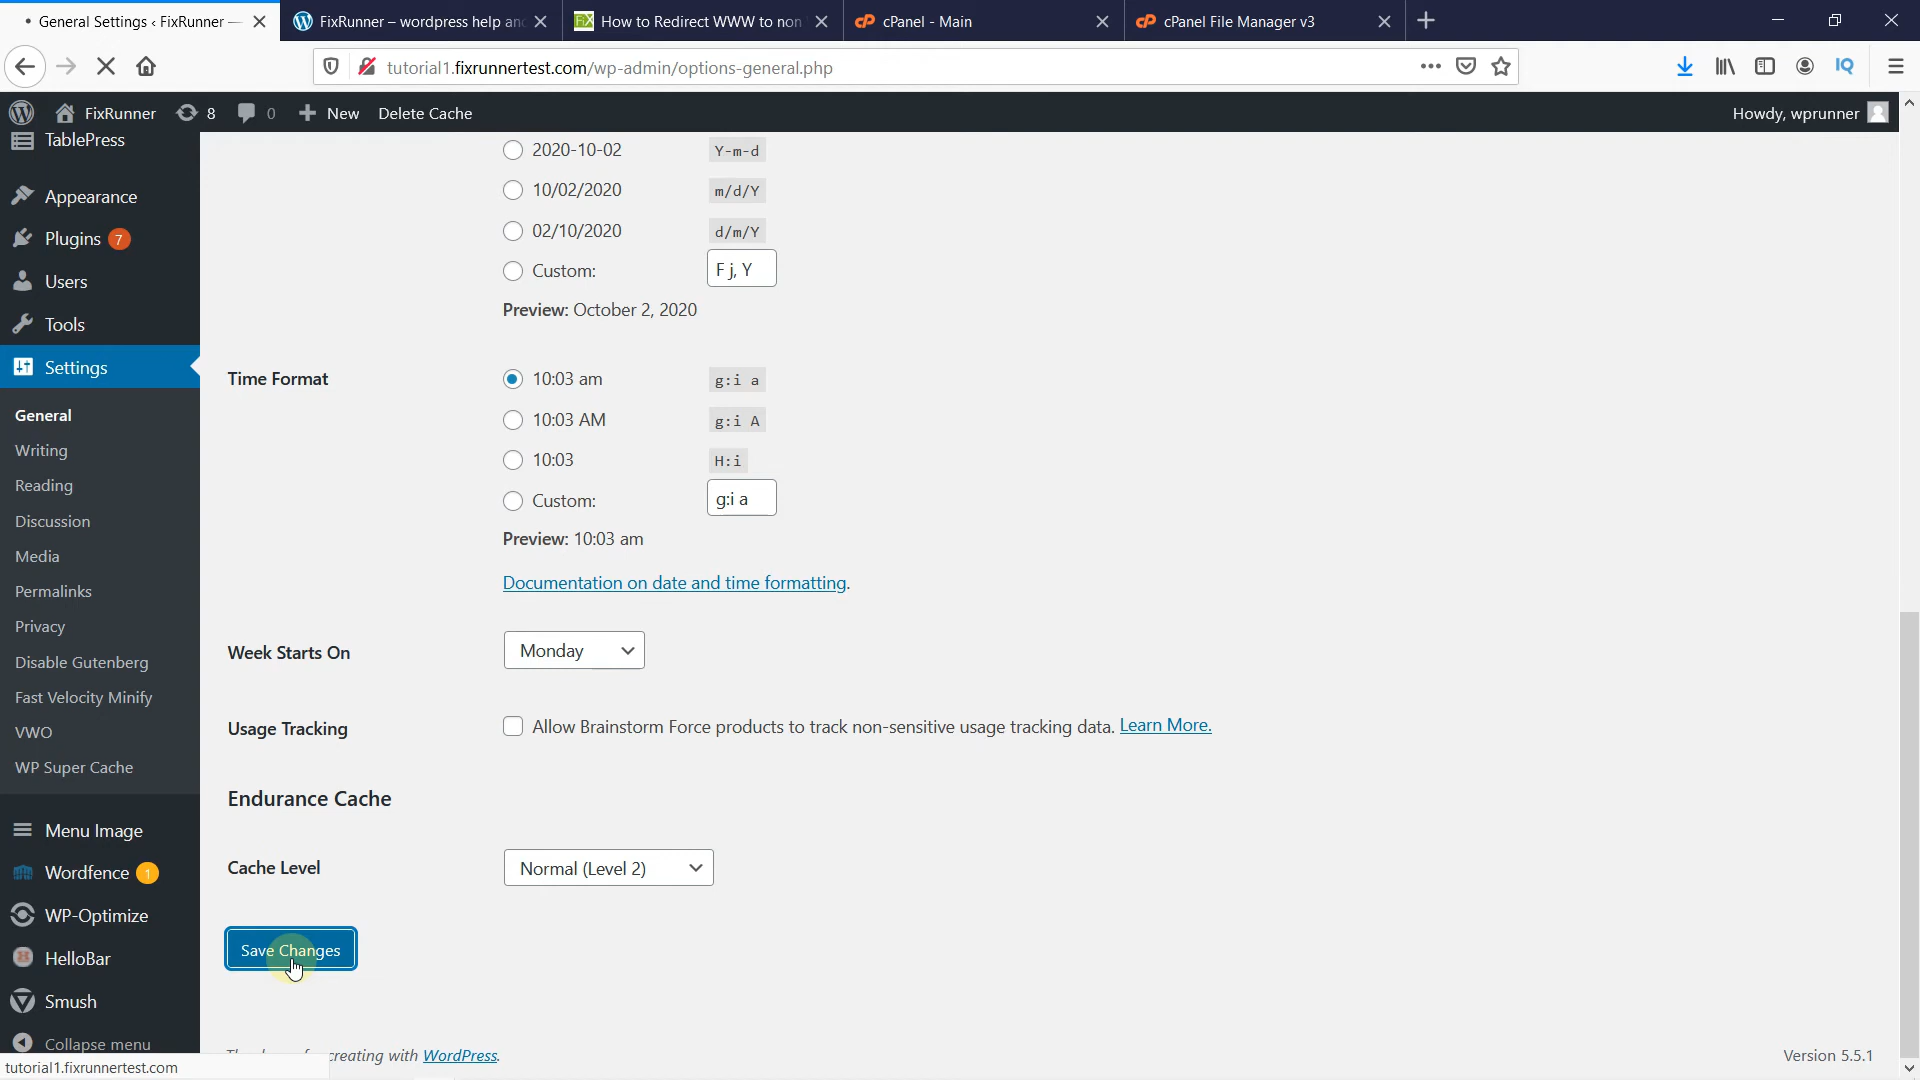 General Settings ‹ FixRunner —
FixRunner – wordpress help an
How to Redirect WWW to non
cPanel - Main
cPanel File Manager v3
tutorial1.fixrunnertest.com/wp-admin/options-general.php
IQ
FixRunner
8
0
New
Delete Cache
Howdy, wprunner
TablePress
Appearance
Plugins 7
Users
Tools
Settings
General
Writing
Reading
Discussion
Media
Permalinks
Privacy
Disable Gutenberg
Fast Velocity Minify
VWO
WP Super Cache
Menu Image
Wordfence 1
WP-Optimize
HelloBar
Smush
Collapse menu
2020-10-02 Y-m-d
10/02/2020 m/d/Y
02/10/2020 d/m/Y
Custom: F j, Y
Preview: October 2, 2020
Time Format
10:03 am g:i a
10:03 AM g:i A
10:03 H:i
Custom: g:i a
Preview: 10:03 am
Documentation on date and time formatting.
Week Starts On Monday
Usage Tracking Allow Brainstorm Force products to track non-sensitive usage tracking data. Learn More.
Endurance Cache
Cache Level Normal (Level 2)
Save Changes
creating with WordPress.
Version 5.5.1
tutorial1.fixrunnertest.com